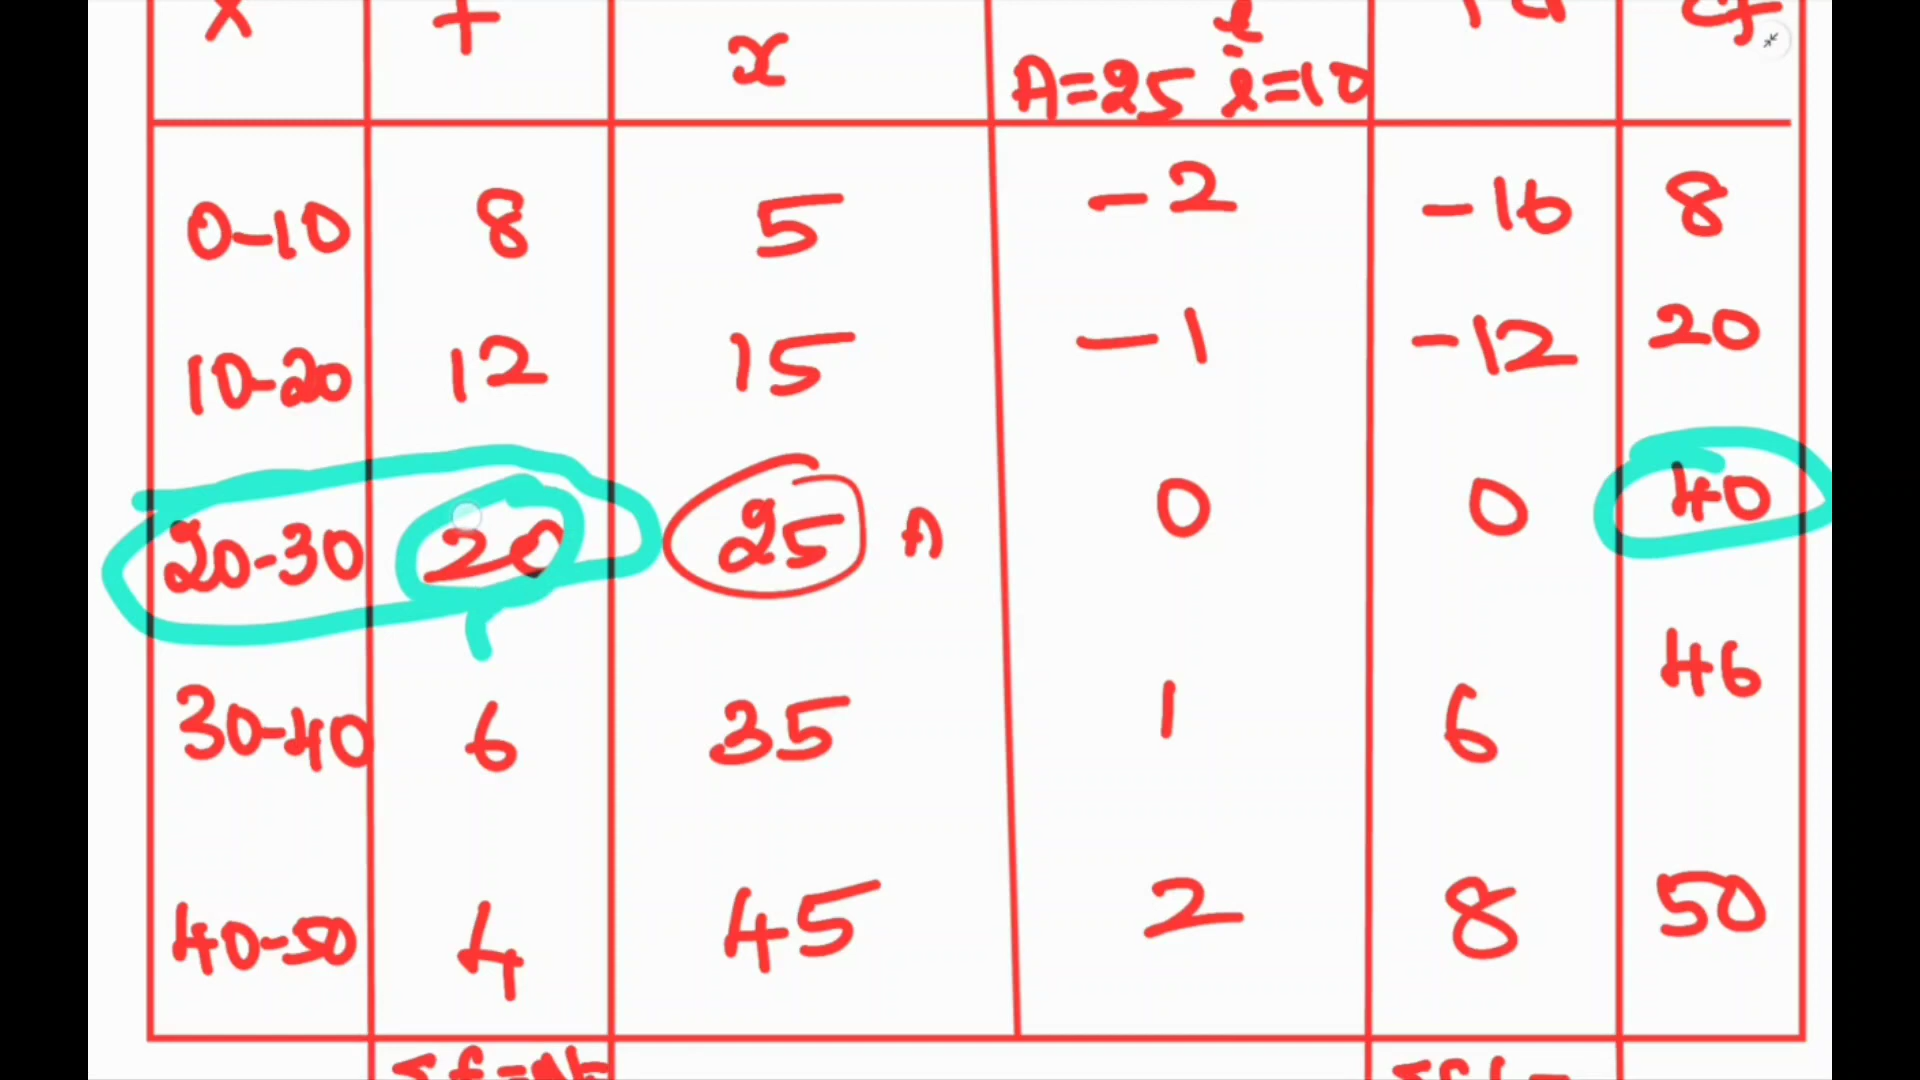 X f x
A=25 i=10
0-10 8 5 -2 -16 8
10-20 12 15 -1 -12 20
20-30 20 25 A 0 0 40
30-40 6 35 1 6 46
40-50 4 45 2 8 50